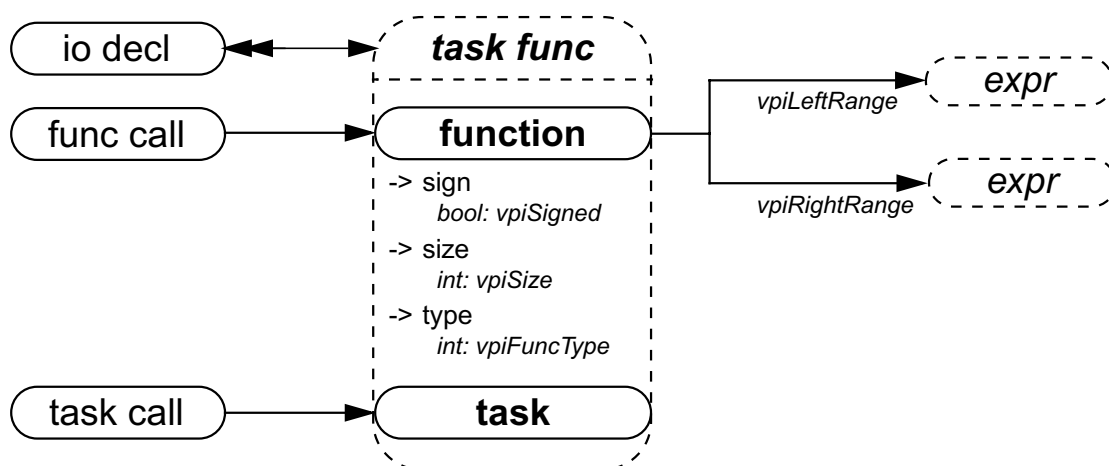 io decl
task func
expr
vpiLeftRange
func call
function
expr
vpiRightRange
-> sign
bool: vpiSigned
-> size
int: vpiSize
-> type
int: vpiFuncType
task call
task